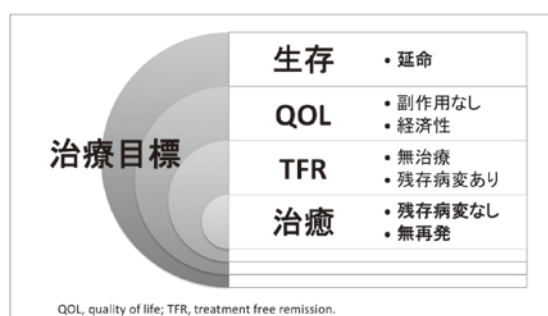 治療目標
生存
• 延命
QOL
• 副作用なし
• 経済性
TFR
• 無治療
• 残存病変あり
治癒
• 残存病変なし
• 無再発
QOL, quality of life; TFR, treatment free remission.